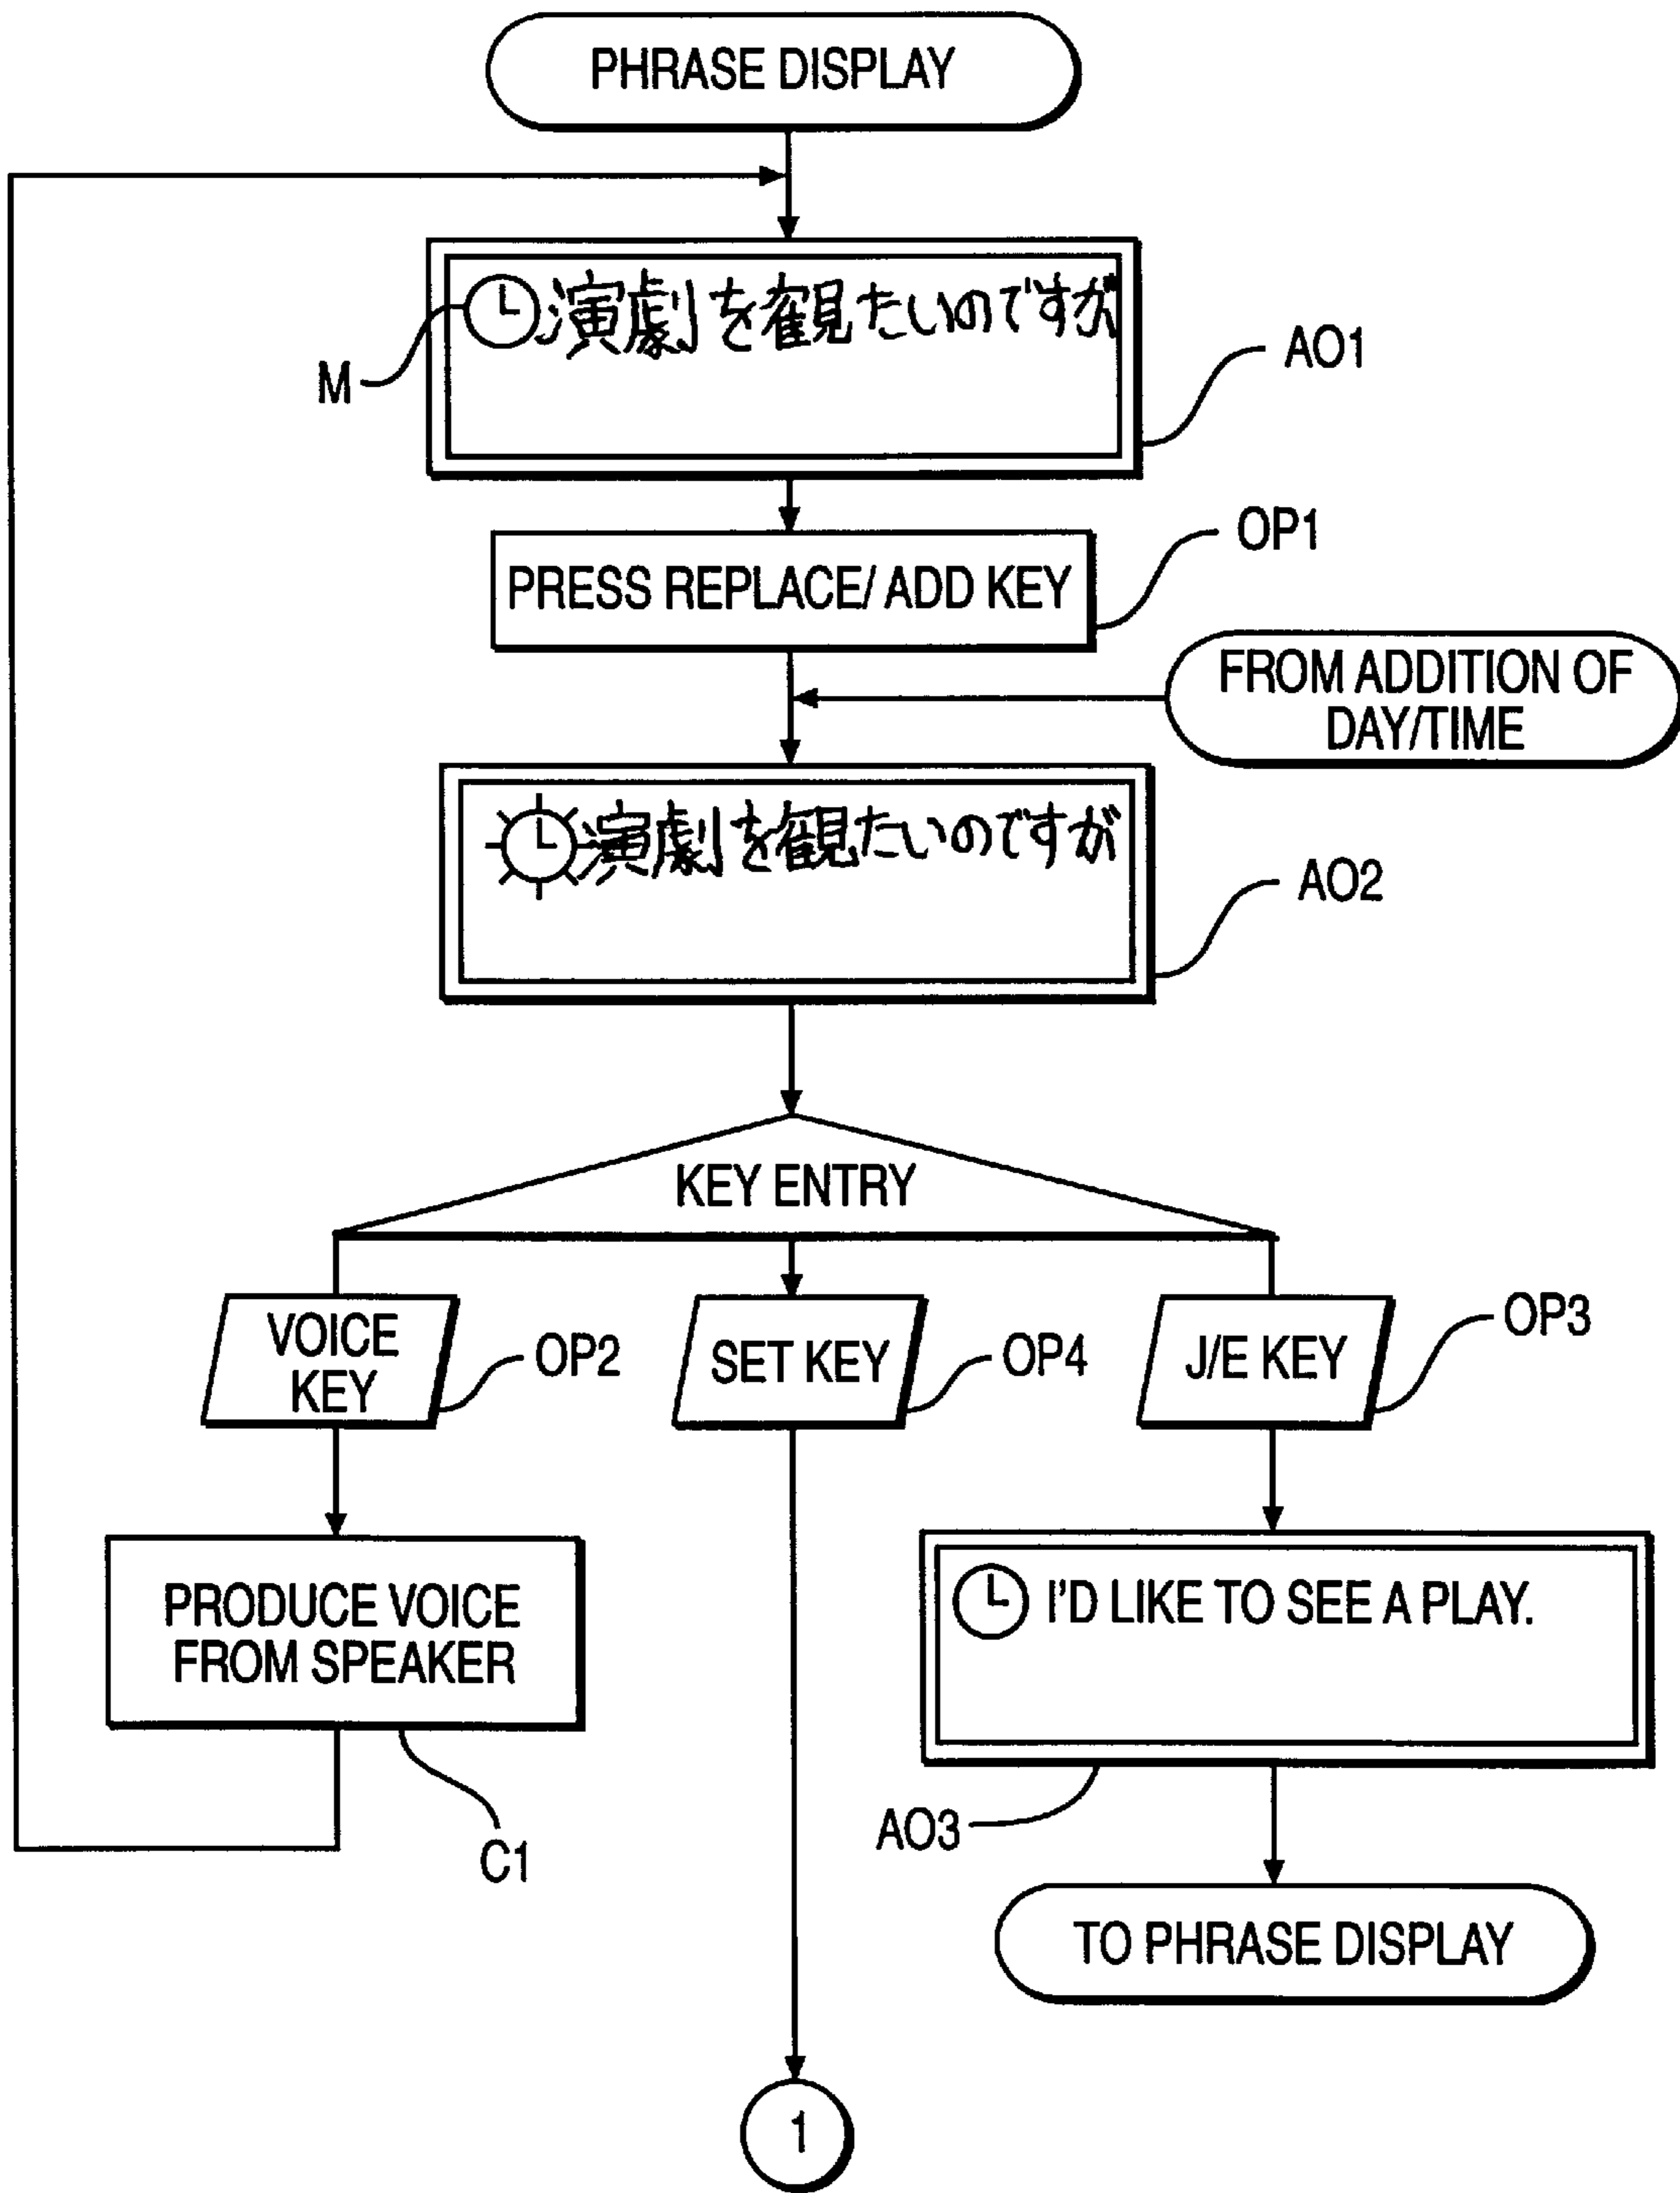 PHRASE DISPLAY
演劇を観たいのですが
M
AO1
PRESS REPLACE/ ADD KEY
OP1
FROM ADDITION OF
DAY/TIME
演劇を観たいのですが
AO2
KEY ENTRY
VOICE
KEY
OP2
SET KEY
OP4
J/E KEY
OP3
PRODUCE VOICE
FROM SPEAKER
C1
I'D LIKE TO SEE A PLAY.
AO3
TO PHRASE DISPLAY
1